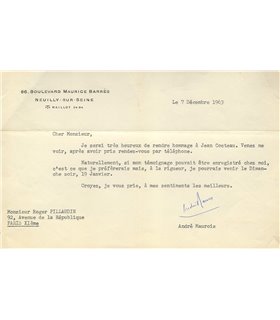 86, BOULEVARD MAURICE BARRÈS
NEUILLY-SUR-SEINE
MAILLOT
Le 7 Décembre 1963
Cher Monsieur,
Je serai très heureux de rendre hommage à Jean Cocteau. Venez me
voir, après avoir pris rendez-vous par téléphone.
Naturellement, si mon témoignage pouvait être enregistré chez moi,
c'est ce que je préfèrerais mais, à la rigueur, je pourrais venir le Diman-
che soir, 19 Janvier.
Croyez, je vous prie, à mes sentiments les meilleurs.
Monsieur Roger PILLAUDIN
92, Avenue de la République
PARIS XIème
André Maurois